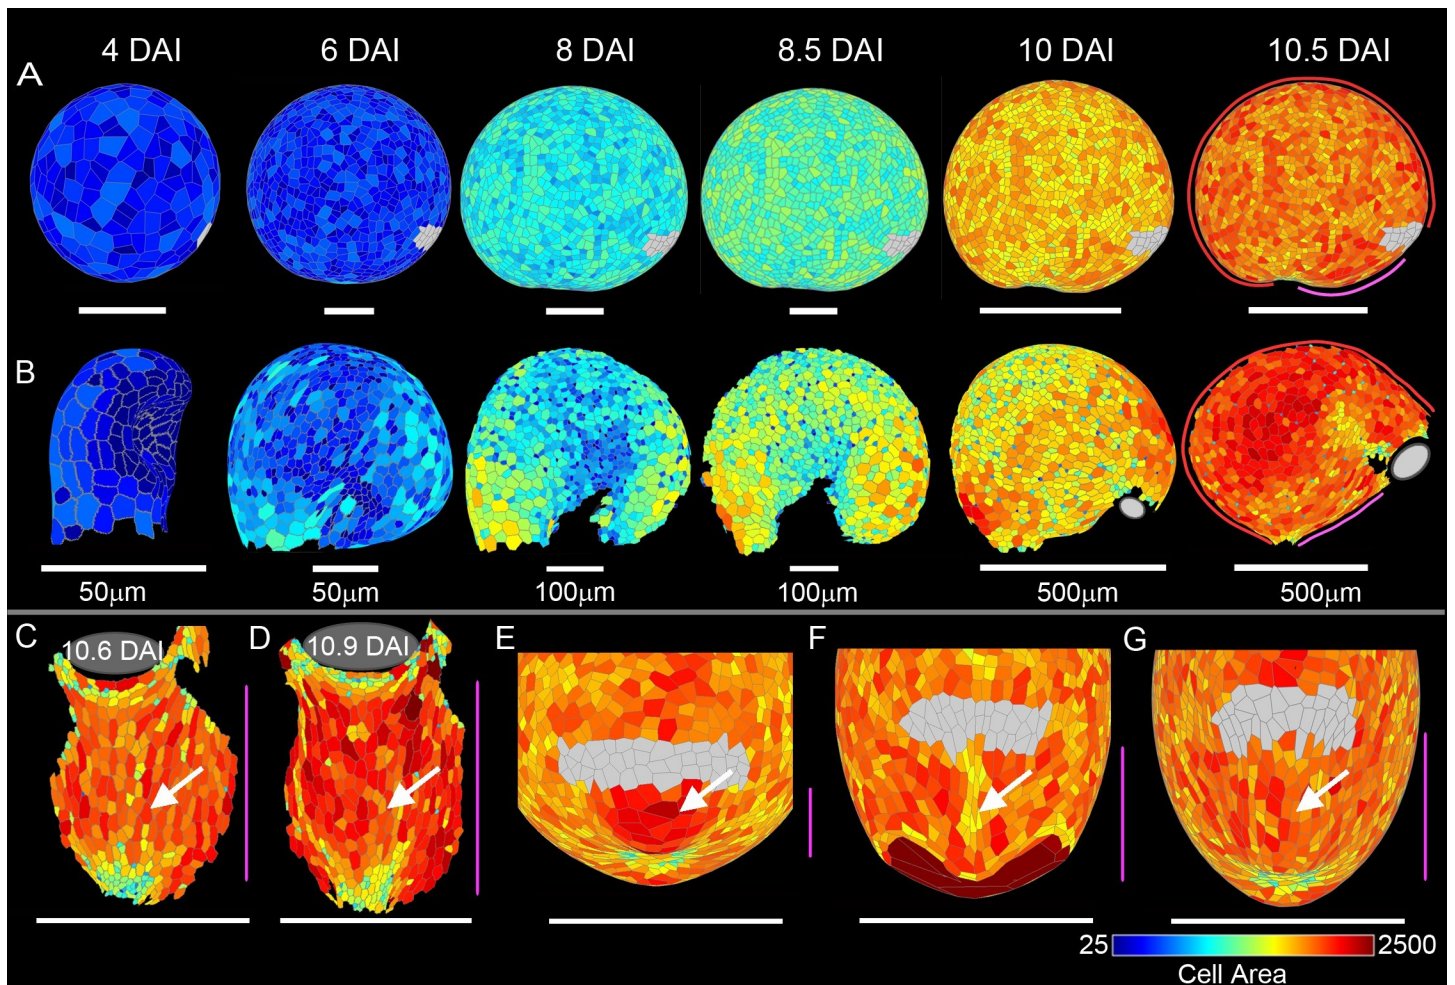 4 DAI 6 DAI 8 DAI 8.5 DAI 10 DAI 10.5 DAI
A
B
50μm 50μm 100μm 100μm 500μm 500μm
C 10.6 DAI D 10.9 DAI E F G
25 2500
Cell Area